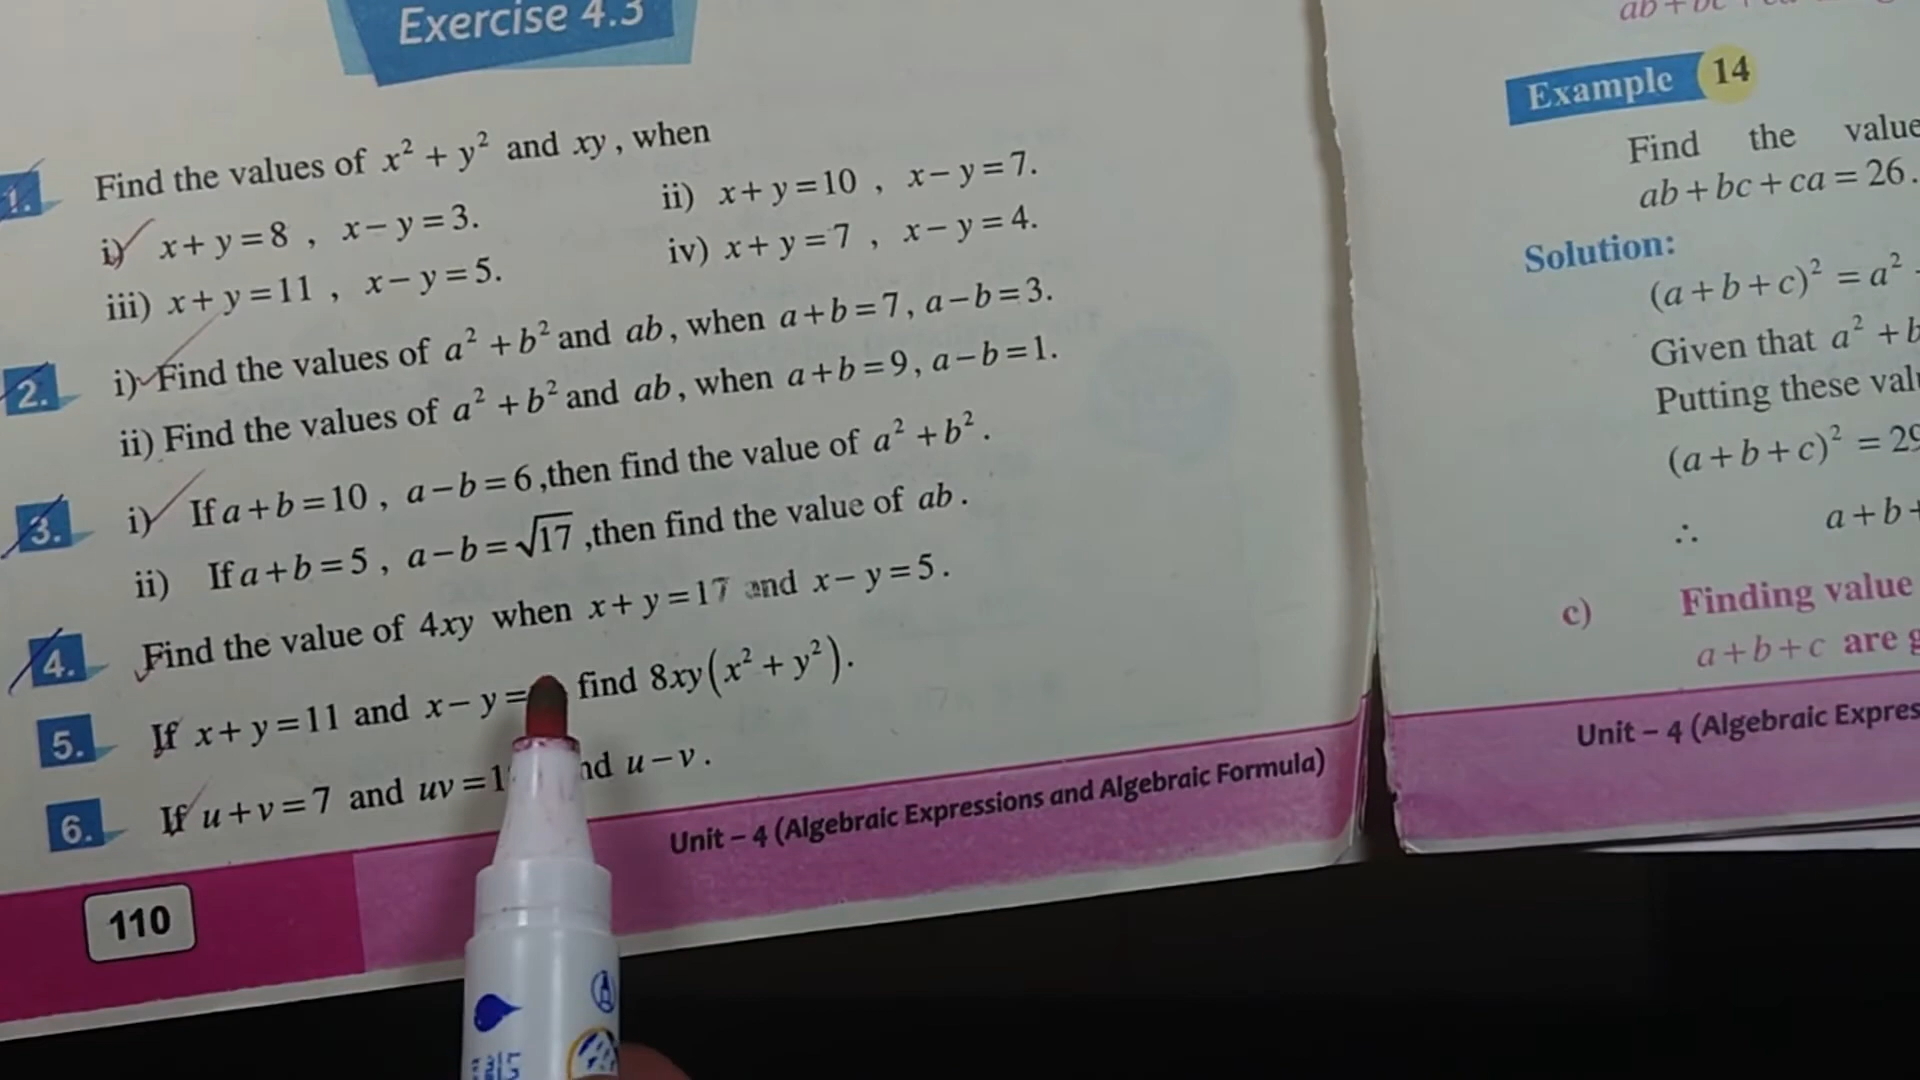 Exercise 4.3
1. Find the values of x² + y² and xy, when
i) x+y=8, x−y=3.
ii) x+y=10, x−y=7.
iii) x+y=11, x−y=5.
iv) x+y=7, x−y=4.
2. i) Find the values of a²+b² and ab, when a+b=7, a−b=3.
ii) Find the values of a²+b² and ab, when a+b=9, a−b=1.
3. i) If a+b=10, a−b=6, then find the value of a²+b².
ii) If a+b=5, a−b=√17, then find the value of ab.
4. Find the value of 4xy when x+y=17 and x−y=5.
5. If x+y=11 and x−y= find 8xy(x²+y²).
6. If u+v=7 and uv=1 nd u−v.
110
Unit – 4 (Algebraic Expressions and Algebraic Formula)
Example 14
Find the value
ab+bc+ca=26.
Solution:
(a+b+c)² = a²
Given that a²+b
Putting these
(a+b+c)² = 29
∴ a+b+
c) Finding value
a+b+c are
Unit – 4 (Algebraic